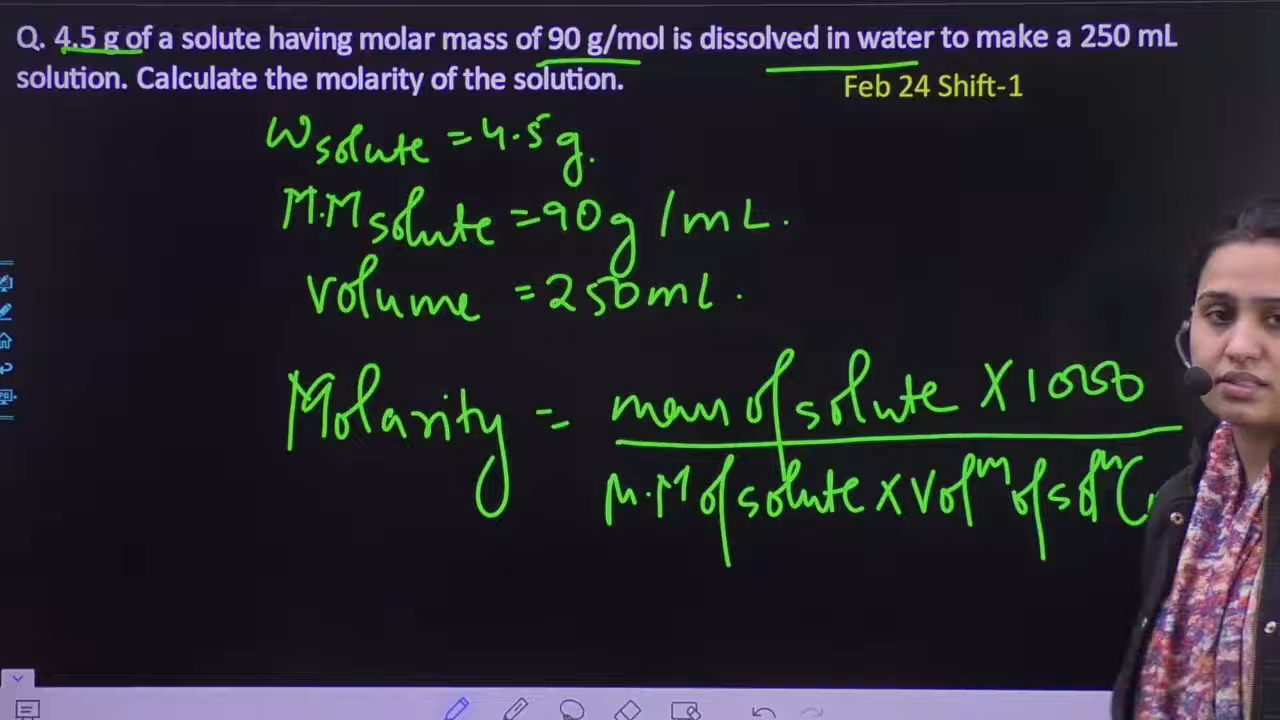 Q. 4.5 g of a solute having molar mass of 90 g/mol is dissolved in water to make a 250 mL
solution. Calculate the molarity of the solution.
Feb 24 Shift-1
W solute = 4.5 g.
M.M solute = 90 g / mL.
Volume = 250 mL.
Molarity = mass of solute X 1000
M.M of solute x Volᵐ of solⁿ (